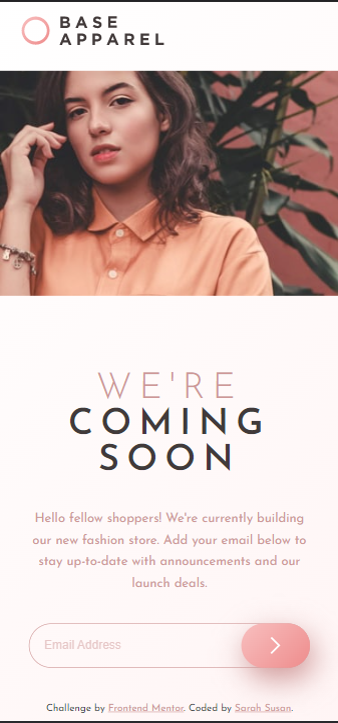 BASE
APPAREL
WE'RE
COMING
SOON
Hello fellow shoppers! We're currently building
our new fashion store. Add your email below to
stay up-to-date with announcements and our
launch deals.
Email Address
Challenge by Frontend Mentor. Coded by Sarah Susan.